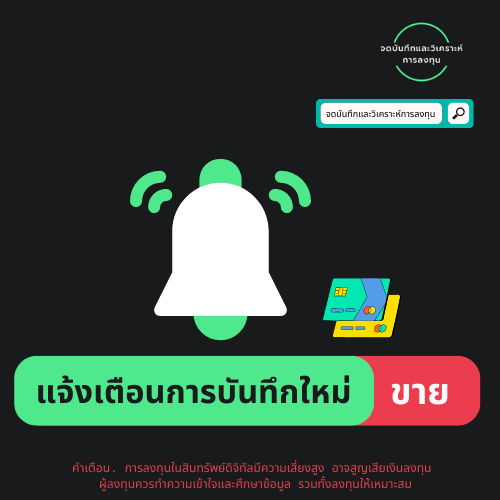 จดบันทึกและวิเคราะห์
การลงทุน
จดบันทึกและวิเคราะห์การลงทุน
แจ้งเตือนการบันทึกใหม่ ขาย
คำเตือน. การลงทุนในสินทรัพย์ดิจิทัลมีความเสี่ยงสูง อาจสูญเสียเงินลงทุน
ผู้ลงทุนควรทำความเข้าใจและศึกษาข้อมูล รวมทั้งลงทุนให้เหมาะสม